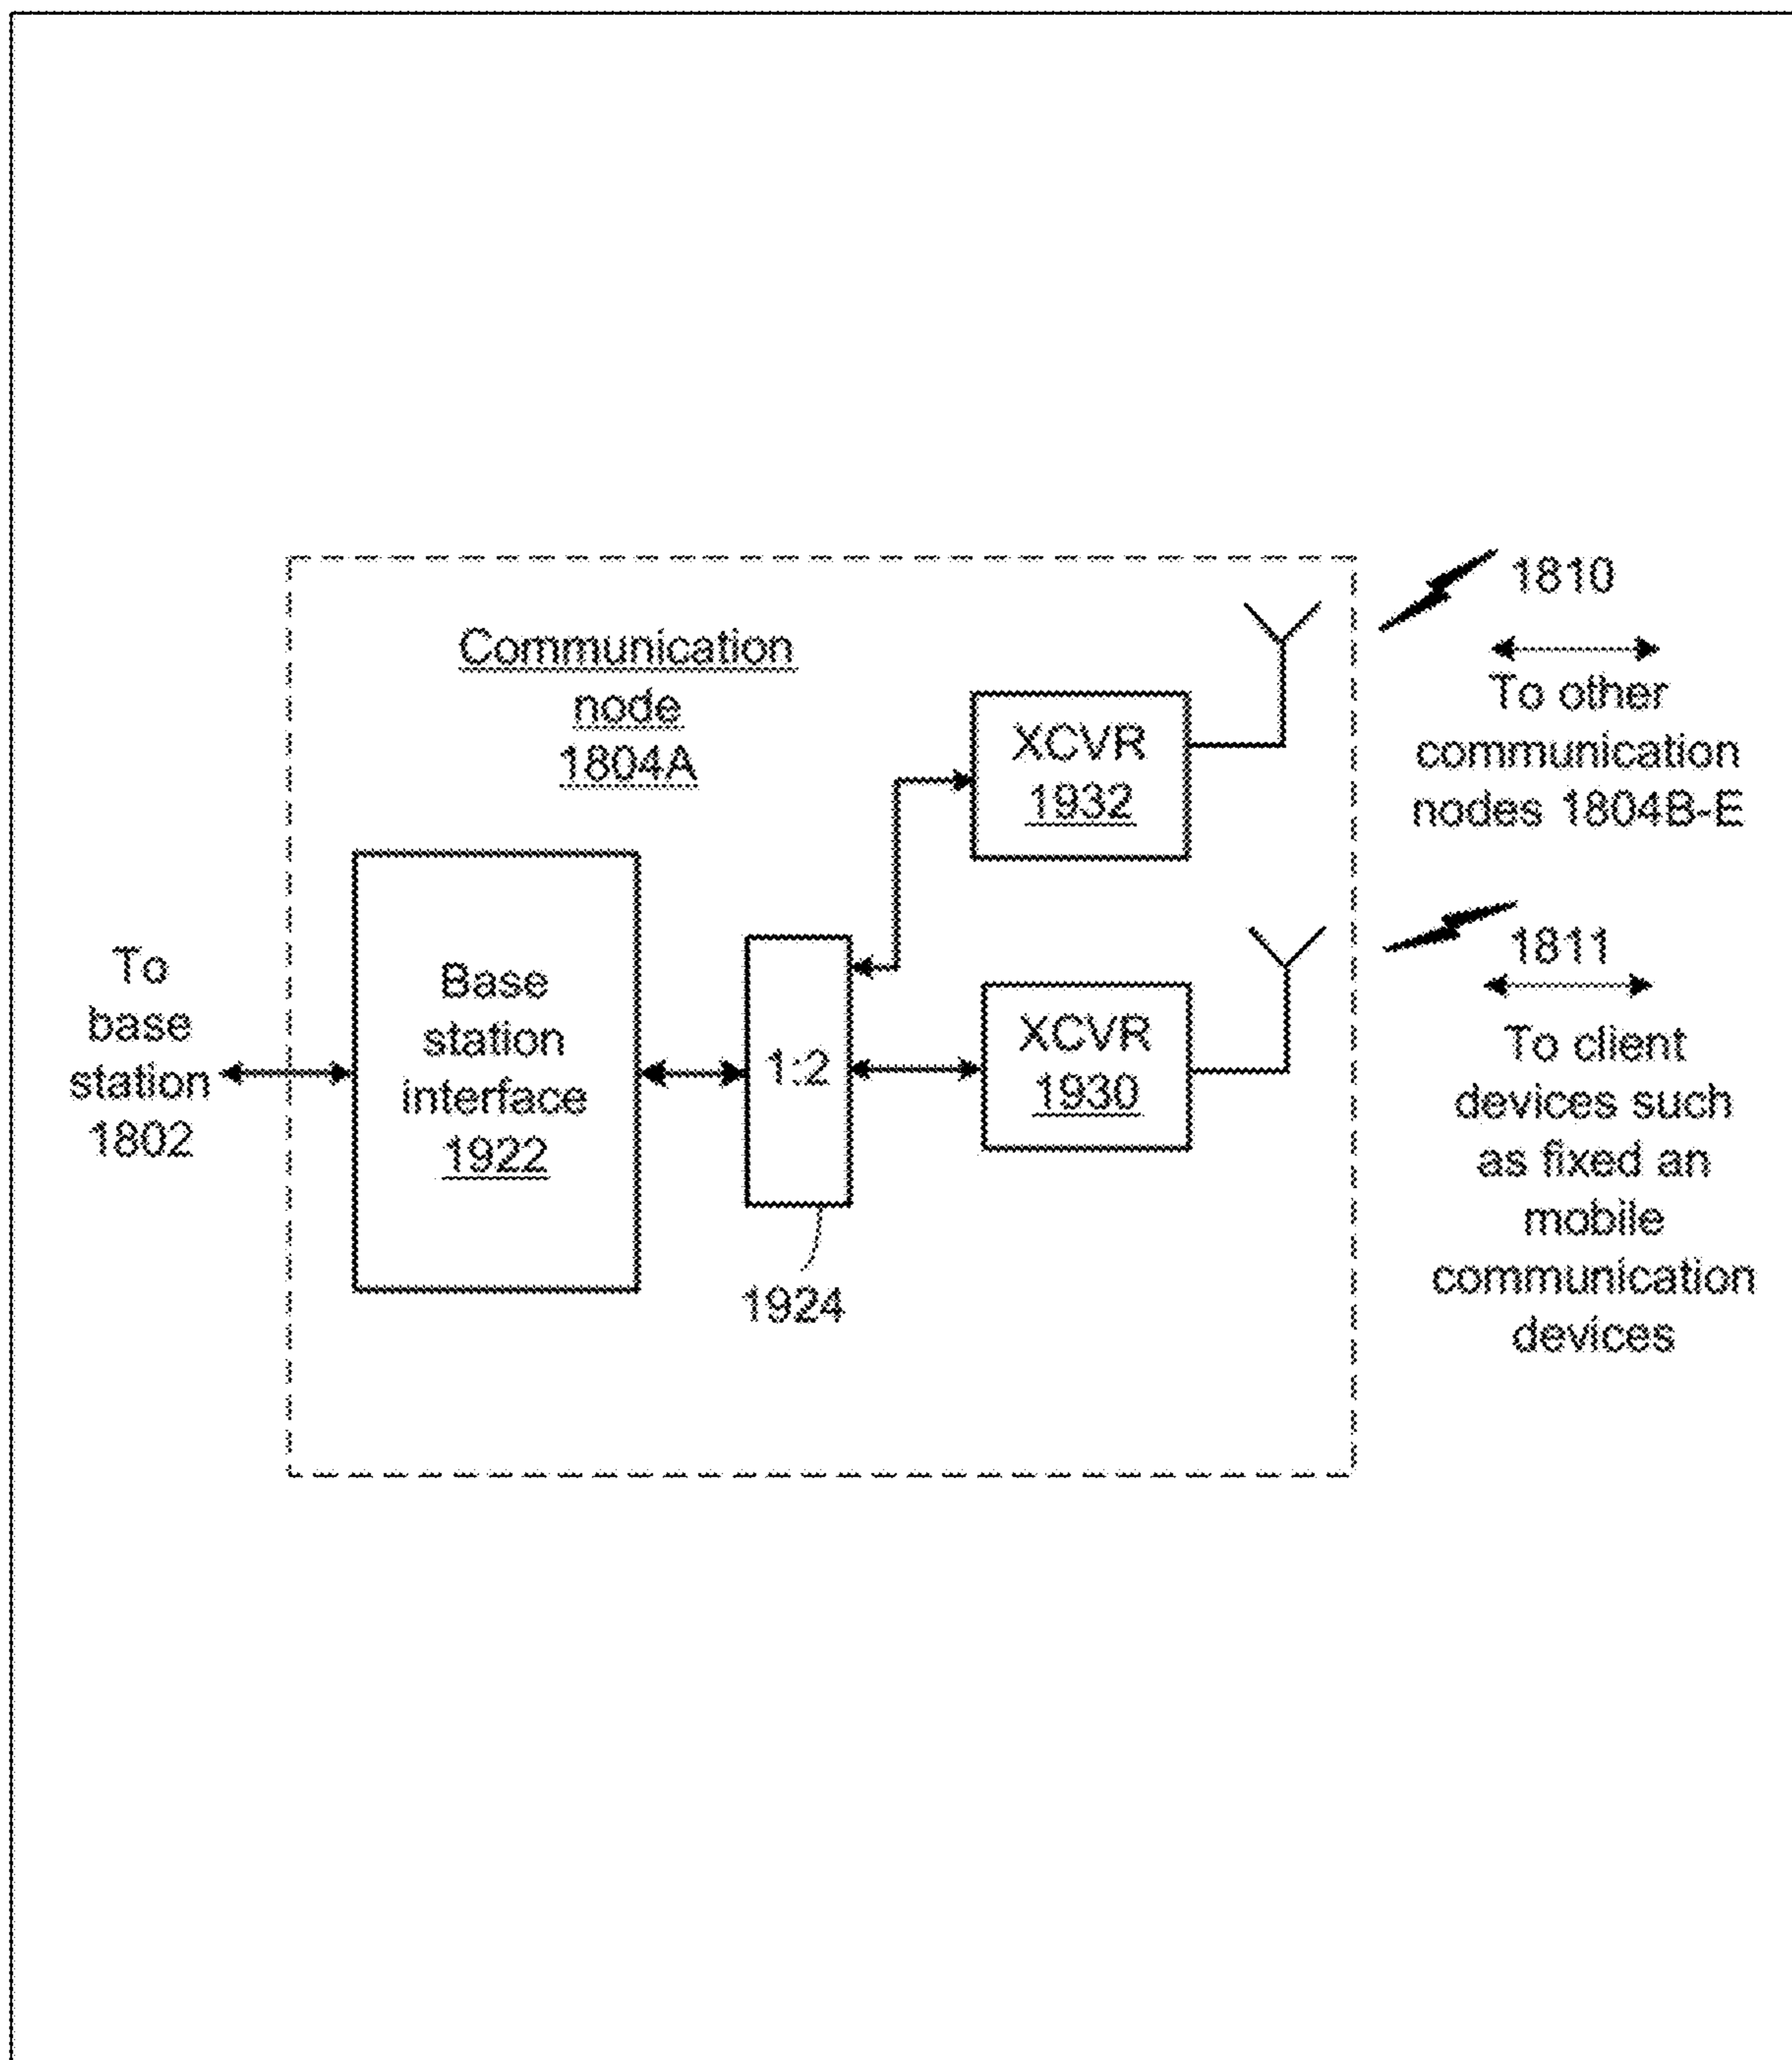 Communication
node
1804A
To
base
station
1802
Base
station
interface
1922
1:2
1924
XCVR
1932
XCVR
1930
1810
To other
communication
nodes 1804B-E
1811
To client
devices such
as fixed an
mobile
communication
devices